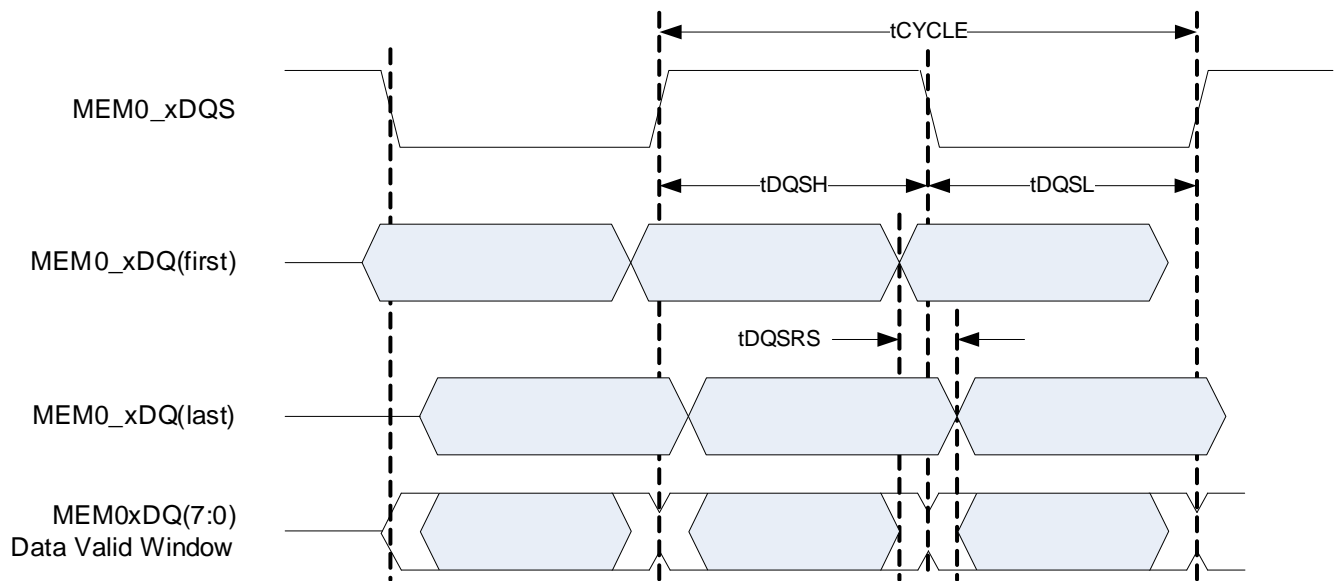 tCYCLE
MEM0_xDQS
tDQSH
tDQSL
MEM0_xDQ(first)
tDQSRS
MEM0_xDQ(last)
MEM0xDQ(7:0)
Data Valid Window